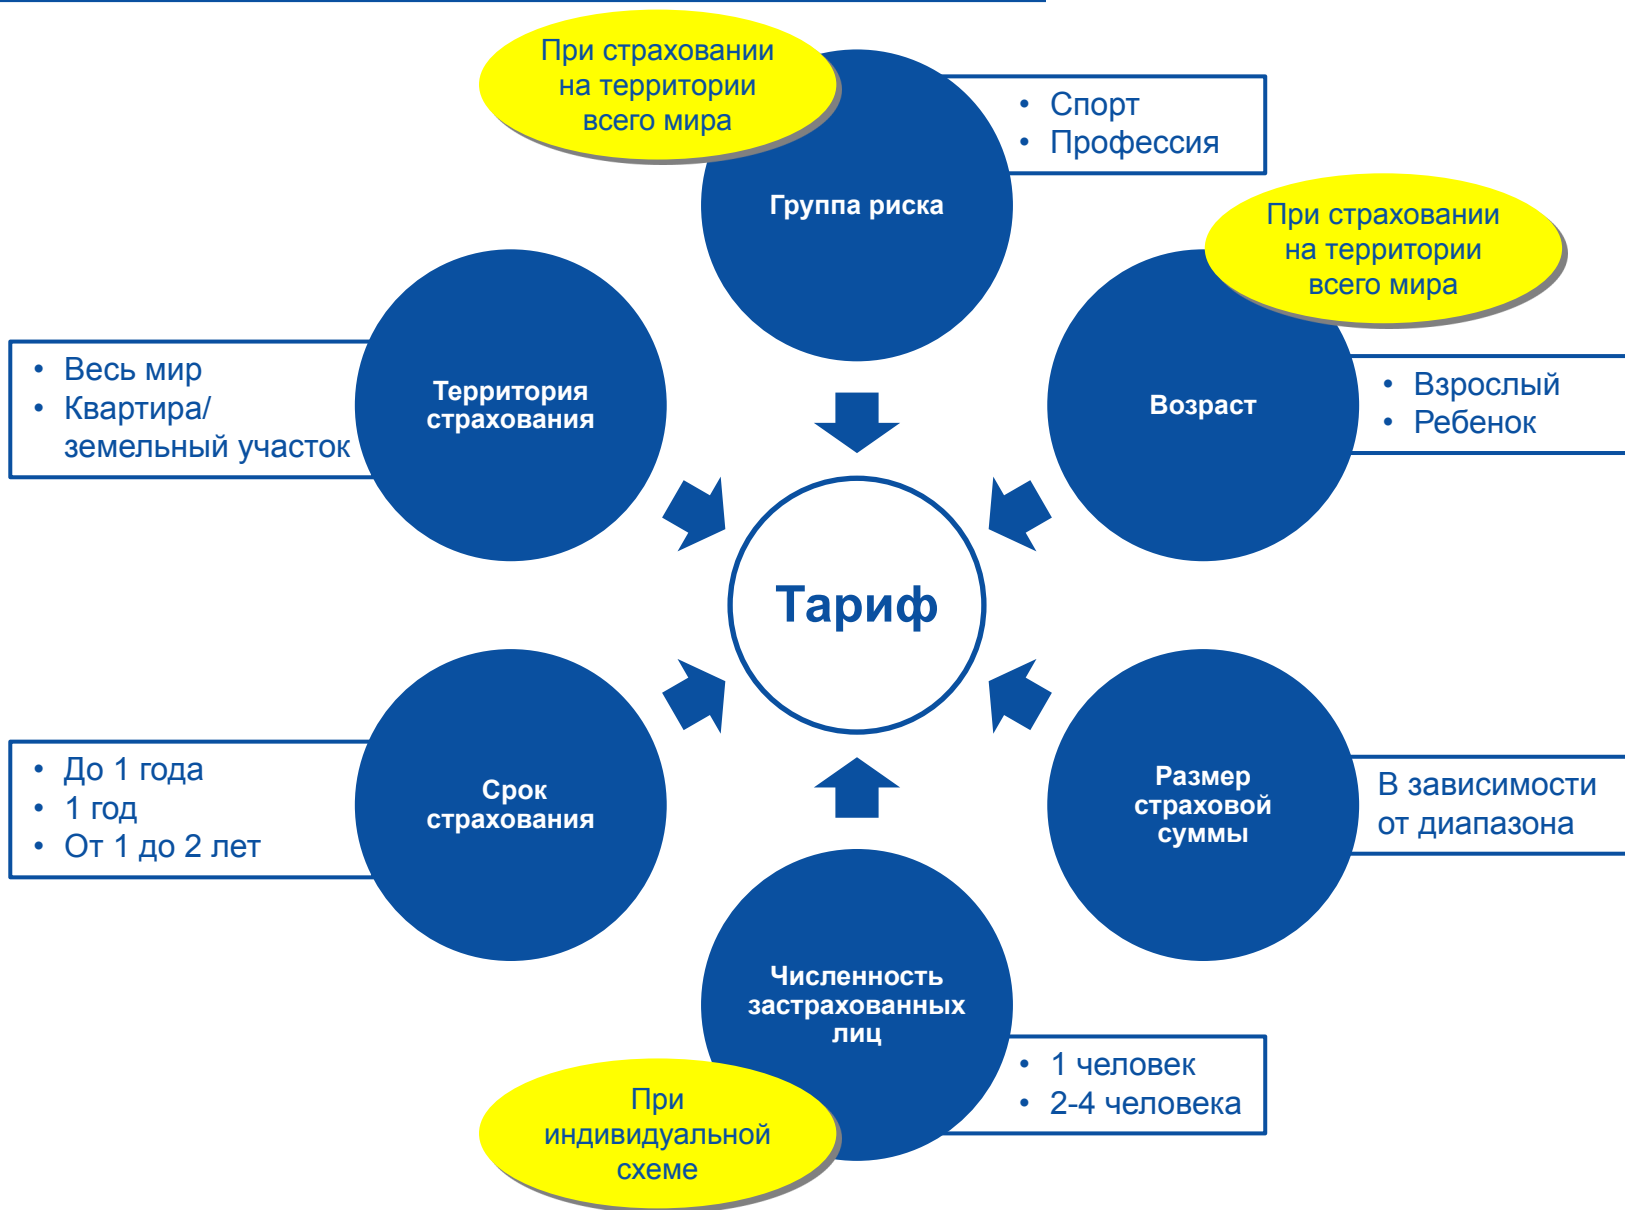 При страховании
на территории
всего мира
• Спорт
• Профессия
Группа риска
При страховании
на территории
всего мира
• Весь мир
• Квартира/
земельный участок
Территория
страхования
Возраст
• Взрослый
• Ребенок
Тариф
• До 1 года
• 1 год
• От 1 до 2 лет
Срок
страхования
Размер
страховой
суммы
В зависимости
от диапазона
Численность
застрахованных
лиц
• 1 человек
• 2-4 человека
При
индивидуальной
схеме